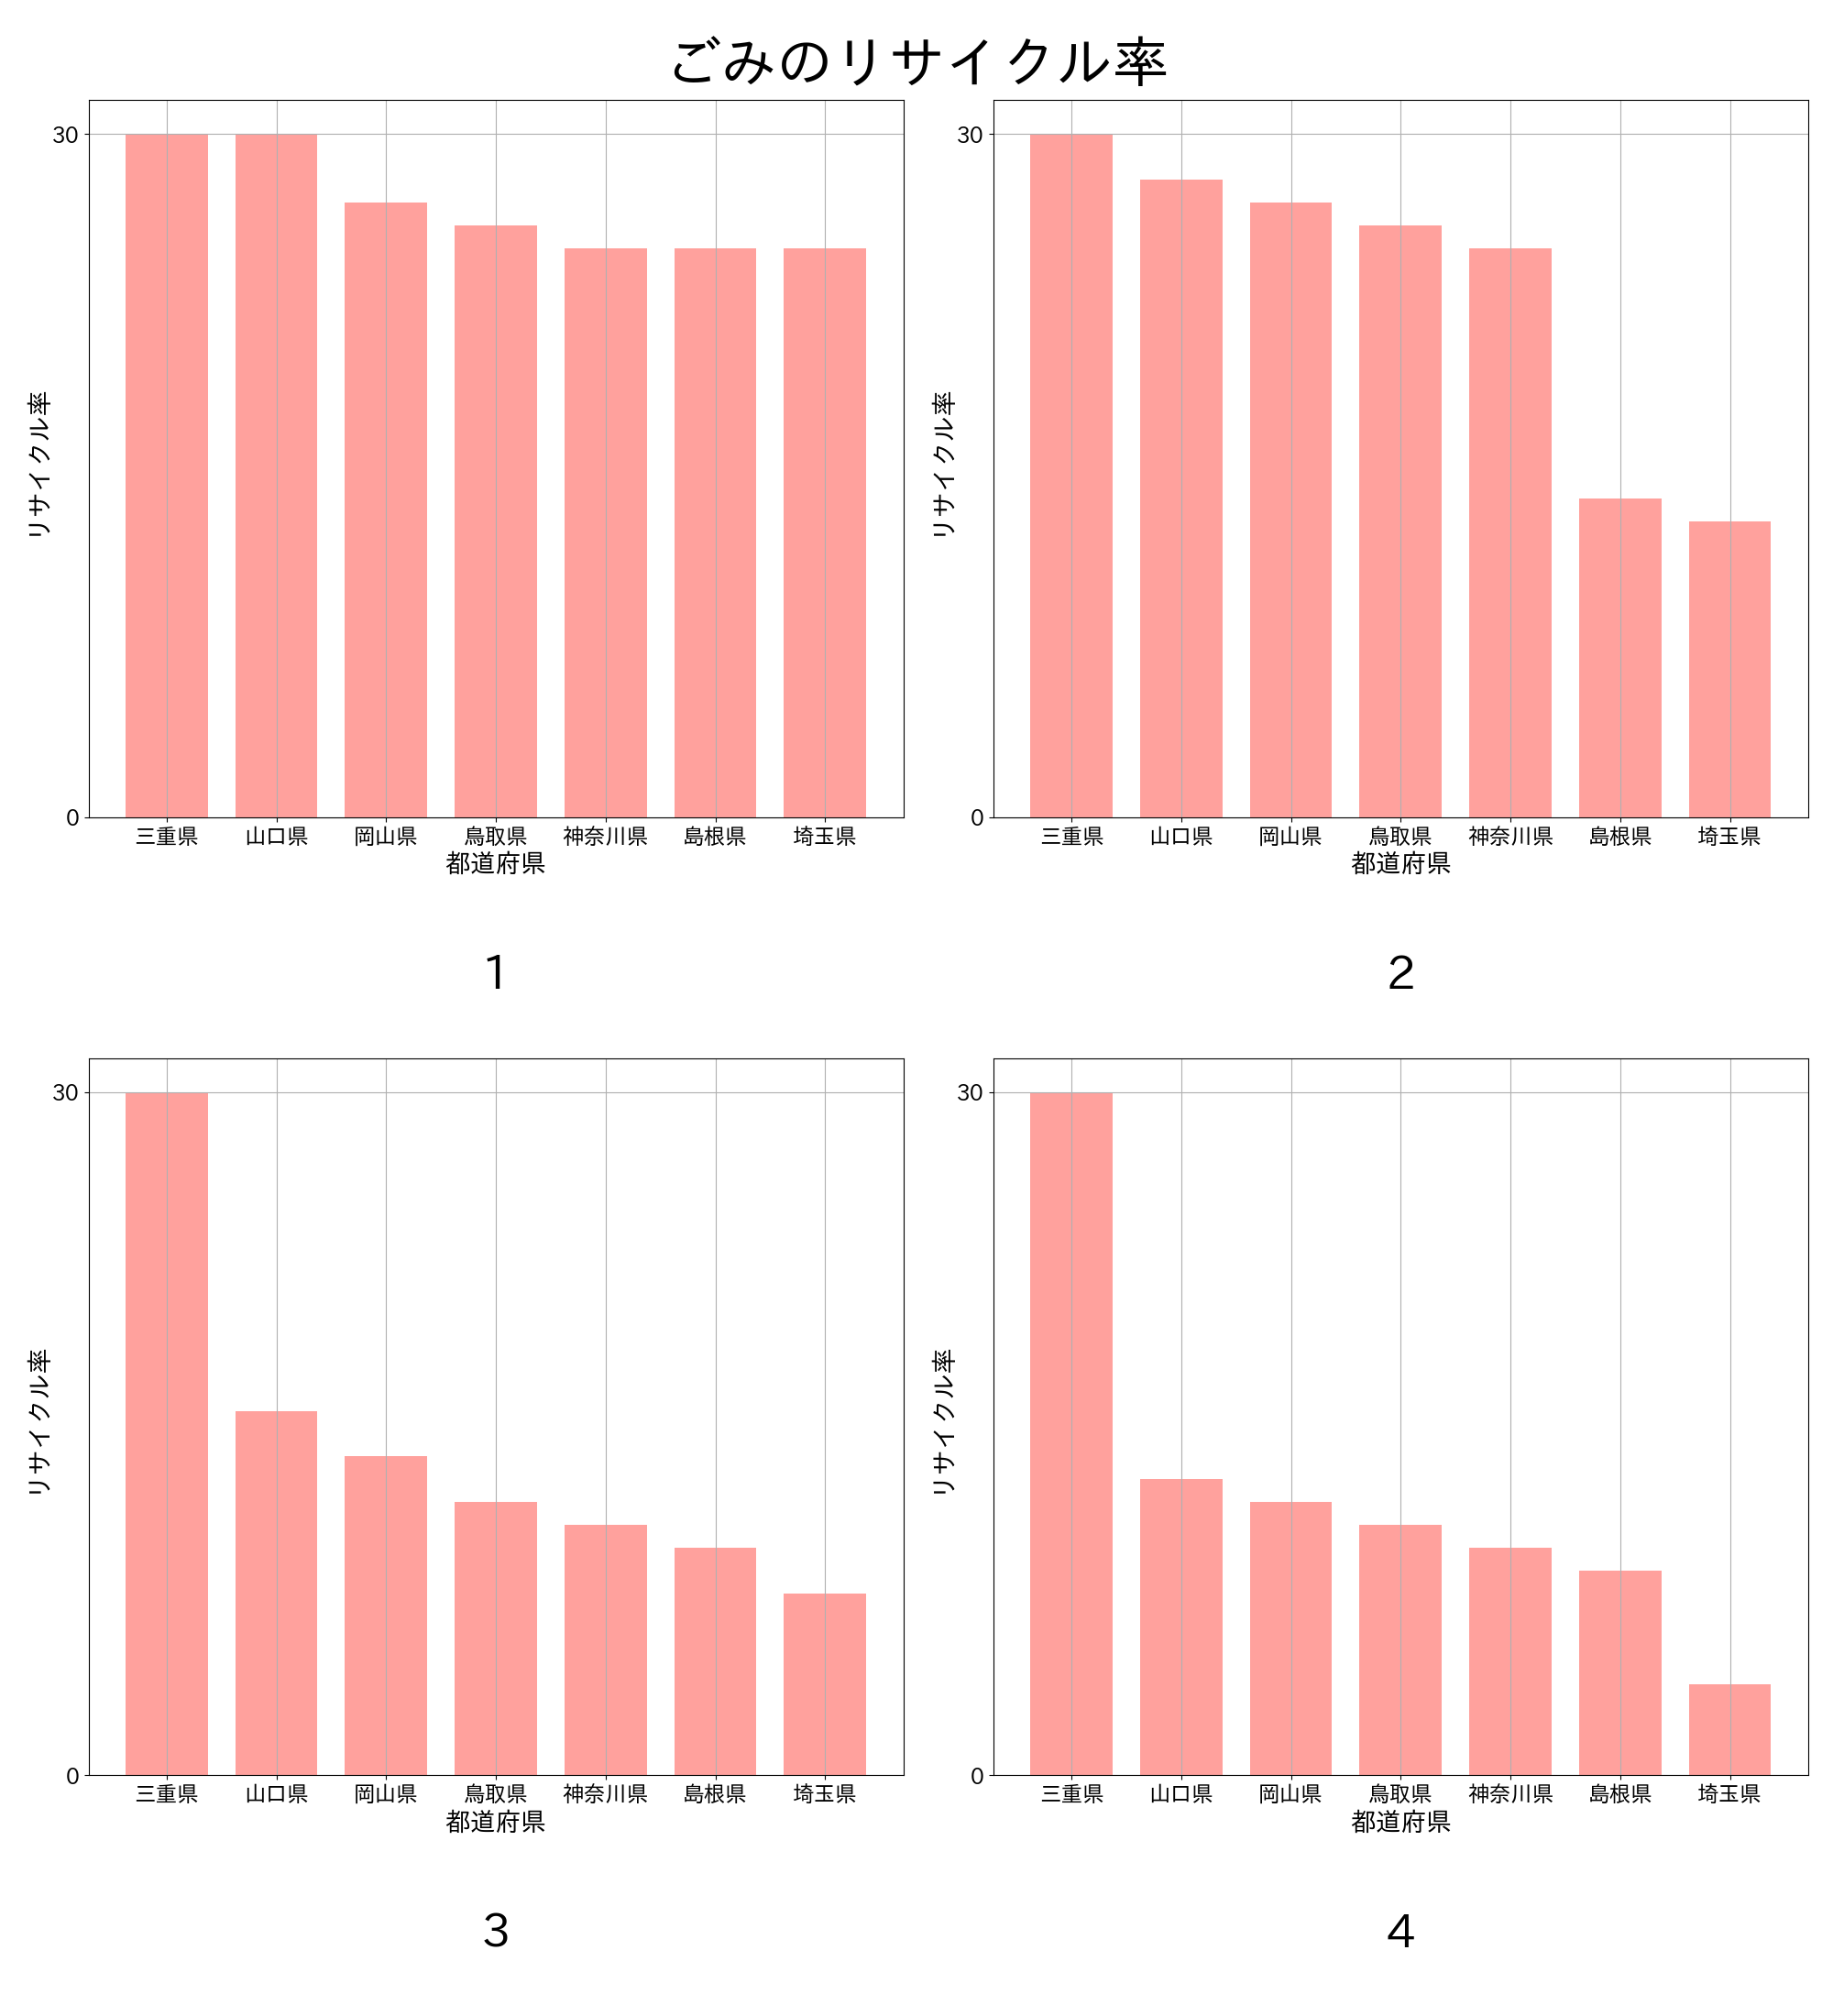 ごみのリサイクル率
30
0
リサイクル率
三重県 山口県 岡山県 鳥取県 神奈川県 島根県 埼玉県
都道府県
1
30
0
リサイクル率
三重県 山口県 岡山県 鳥取県 神奈川県 島根県 埼玉県
都道府県
2
30
0
リサイクル率
三重県 山口県 岡山県 鳥取県 神奈川県 島根県 埼玉県
都道府県
3
30
0
リサイクル率
三重県 山口県 岡山県 鳥取県 神奈川県 島根県 埼玉県
都道府県
4